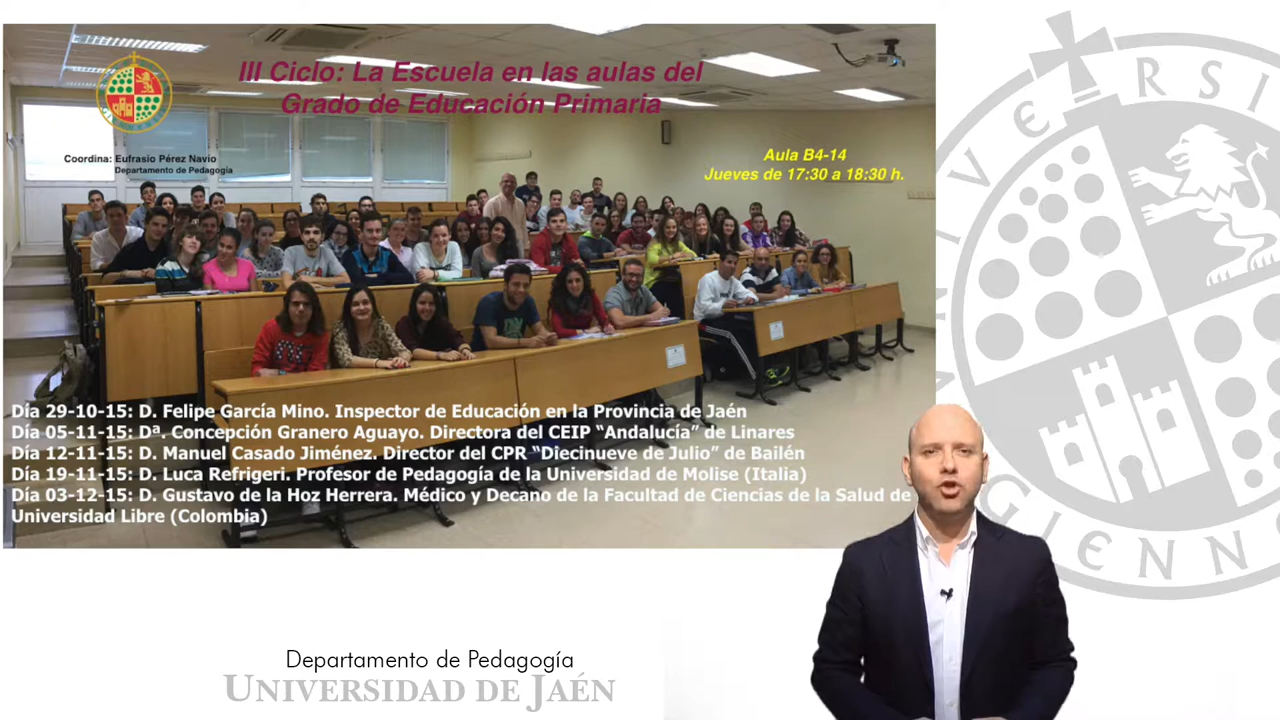 III Ciclo: La Escuela en las aulas del
Grado de Educación Primaria
Coordina: Eufrasio Pérez Navío
Departamento de Pedagogía
Aula B4-14
Jueves de 17:30 a 18:30 h.
Día 29-10-15: D. Felipe García Mino. Inspector de Educación en la Provincia de Jaén
Día 05-11-15: Dª. Concepción Granero Aguayo. Directora del CEIP “Andalucía” de Linares
Día 12-11-15: D. Manuel Casado Jiménez. Director del CPR “Diecinueve de Julio” de Bailén
Día 19-11-15: D. Luca Refrigeri. Profesor de Pedagogía de la Universidad de Molise (Italia)
Día 03-12-15: D. Gustavo de la Hoz Herrera. Médico y Decano de la Facultad de Ciencias de la Salud de
Universidad Libre (Colombia)
Departamento de Pedagogía
UNIVERSIDAD DE JAÉN